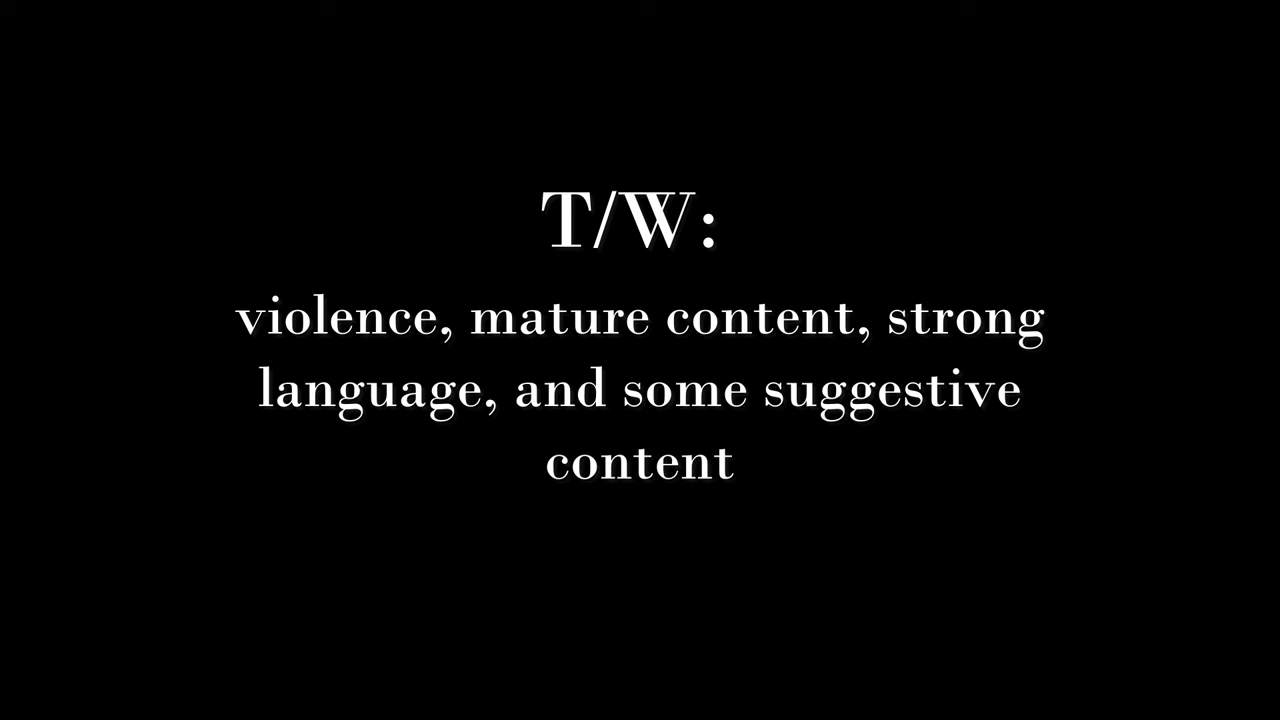 T/W:
violence, mature content, strong
language, and some suggestive
content